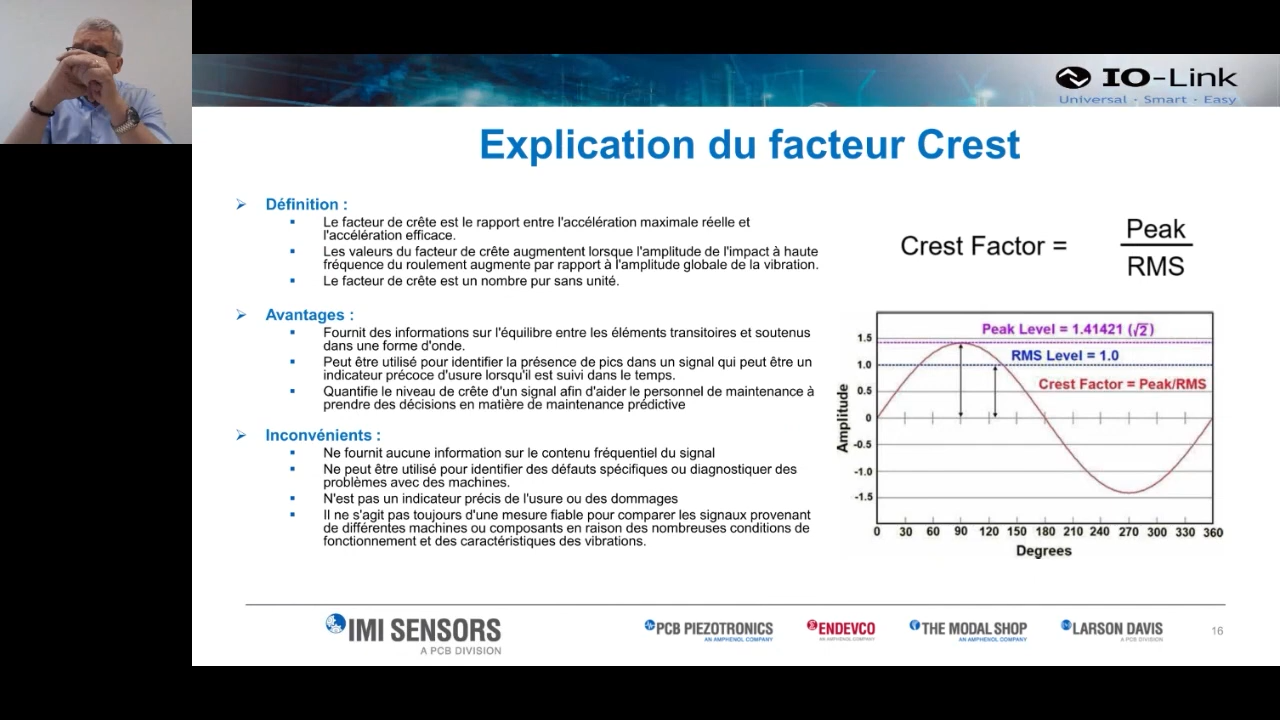 IO-Link
Universal · Smart · Easy
Explication du facteur Crest
Définition :
Le facteur de crête est le rapport entre l'accélération maximale réelle et
l'accélération efficace.
Les valeurs du facteur de crête augmentent lorsque l'amplitude de l'impact à haute
fréquence du roulement augmente par rapport à l'amplitude globale de la vibration.
Le facteur de crête est un nombre pur sans unité.
Avantages :
Fournit des informations sur l'équilibre entre les éléments transitoires et soutenus
dans une forme d'onde.
Peut être utilisé pour identifier la présence de pics dans un signal qui peut être un
indicateur précoce d'usure lorsqu'il est suivi dans le temps.
Quantifie le niveau de crête d'un signal afin d'aider le personnel de maintenance à
prendre des décisions en matière de maintenance prédictive
Inconvénients :
Ne fournit aucune information sur le contenu fréquentiel du signal
Ne peut être utilisé pour identifier des défauts spécifiques ou diagnostiquer des
problèmes avec des machines.
N'est pas un indicateur précis de l'usure ou des dommages
Il ne s'agit pas toujours d'une mesure fiable pour comparer les signaux provenant
de différentes machines ou composants en raison des nombreuses conditions de
fonctionnement et des caractéristiques des vibrations.
Crest Factor =
Peak
RMS
Peak Level = 1.41421 (√2)
RMS Level = 1.0
Crest Factor = Peak/RMS
Amplitude
1.5
1.0
0.5
0
-0.5
-1.0
-1.5
0 30 60 90 120 150 180 210 240 270 300 330 360
Degrees
IMI SENSORS
A PCB DIVISION
PCB PIEZOTRONICS
AN AMPHENOL COMPANY
ENDEVCO
AN AMPHENOL COMPANY
THE MODAL SHOP
AN AMPHENOL COMPANY
LARSON DAVIS
A PCB DIVISION
16